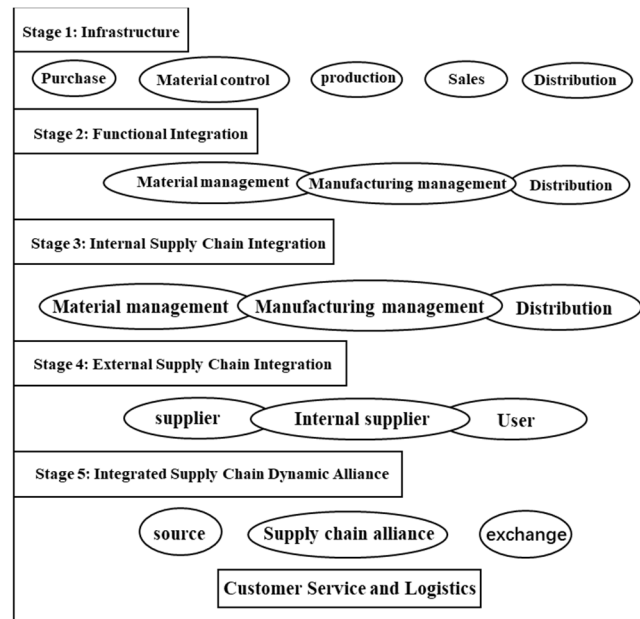 Stage 1: Infrastructure
Purchase Material control production Sales Distribution
Stage 2: Functional Integration
Material management Manufacturing management Distribution
Stage 3: Internal Supply Chain Integration
Material management Manufacturing management Distribution
Stage 4: External Supply Chain Integration
supplier Internal supplier User
Stage 5: Integrated Supply Chain Dynamic Alliance
source Supply chain alliance exchange
Customer Service and Logistics